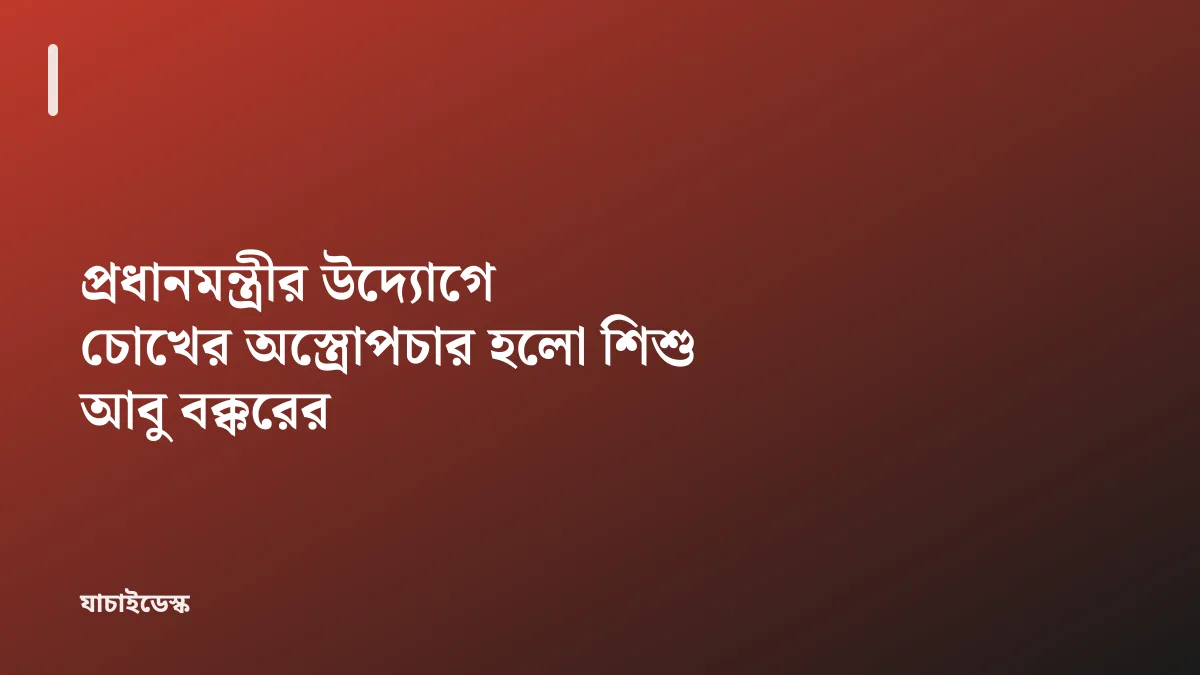 প্রধানমন্ত্রীর উদ্যোগে
চোখের অস্ত্রোপচার হলো শিশু
আবু বক্করের
যাচাইডেস্ক